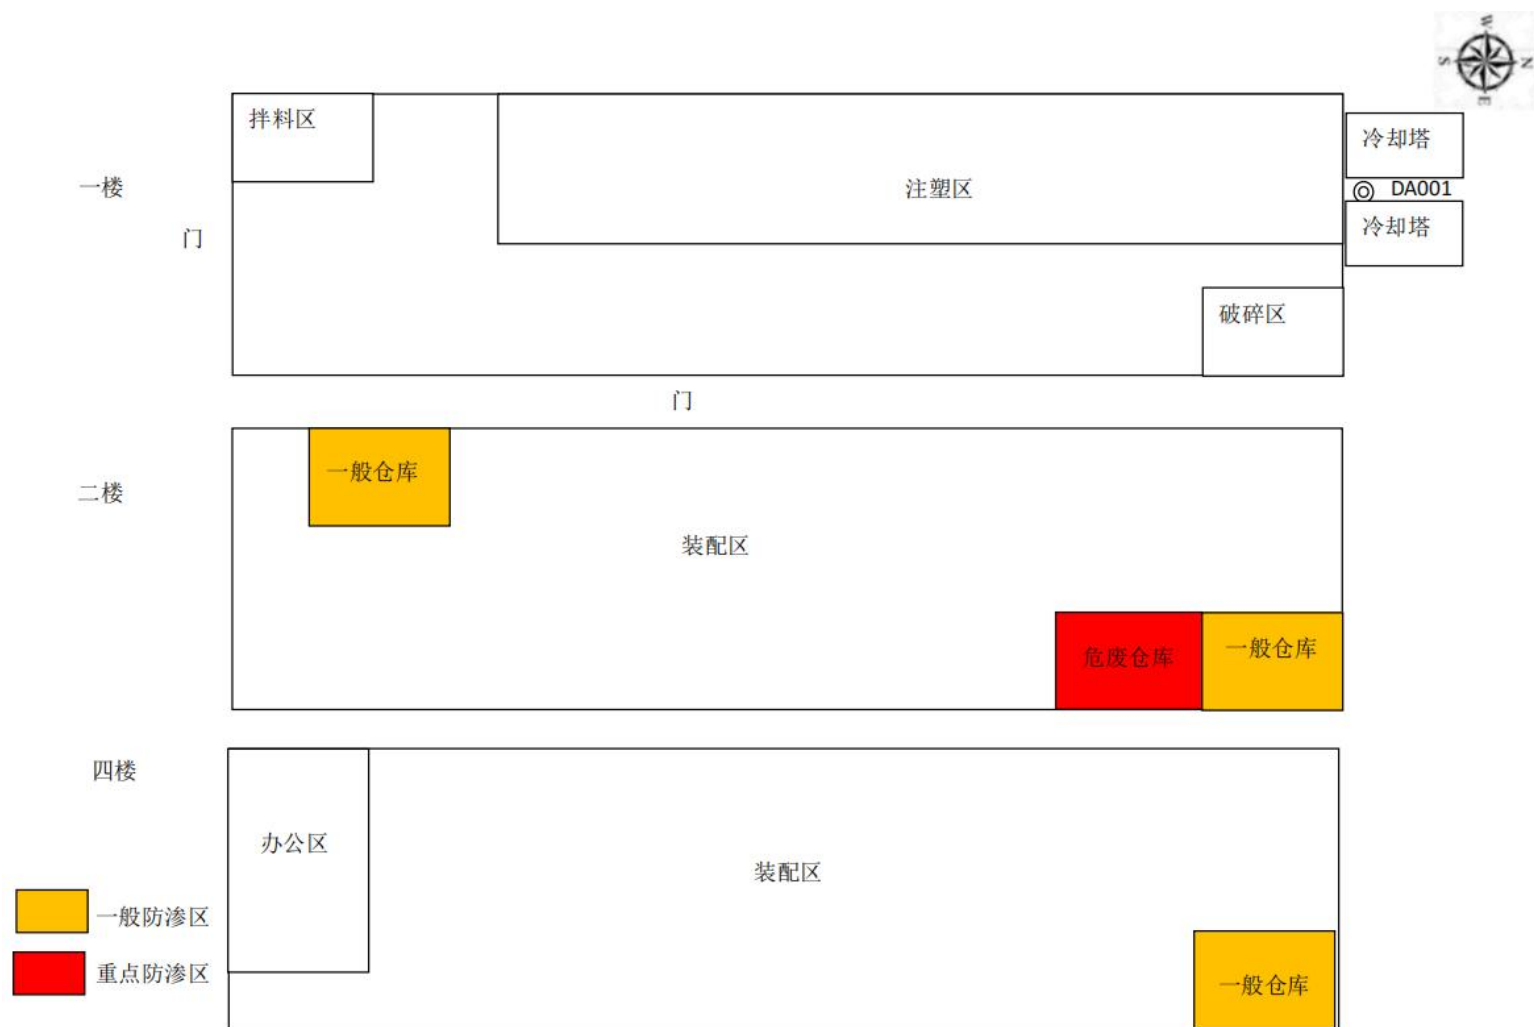 W
S
N
E
拌料区
冷却塔
一楼
注塑区
DA001
门
冷却塔
破碎区
门
一般仓库
二楼
装配区
危废仓库
一般仓库
四楼
办公区
装配区
一般防渗区
重点防渗区
一般仓库